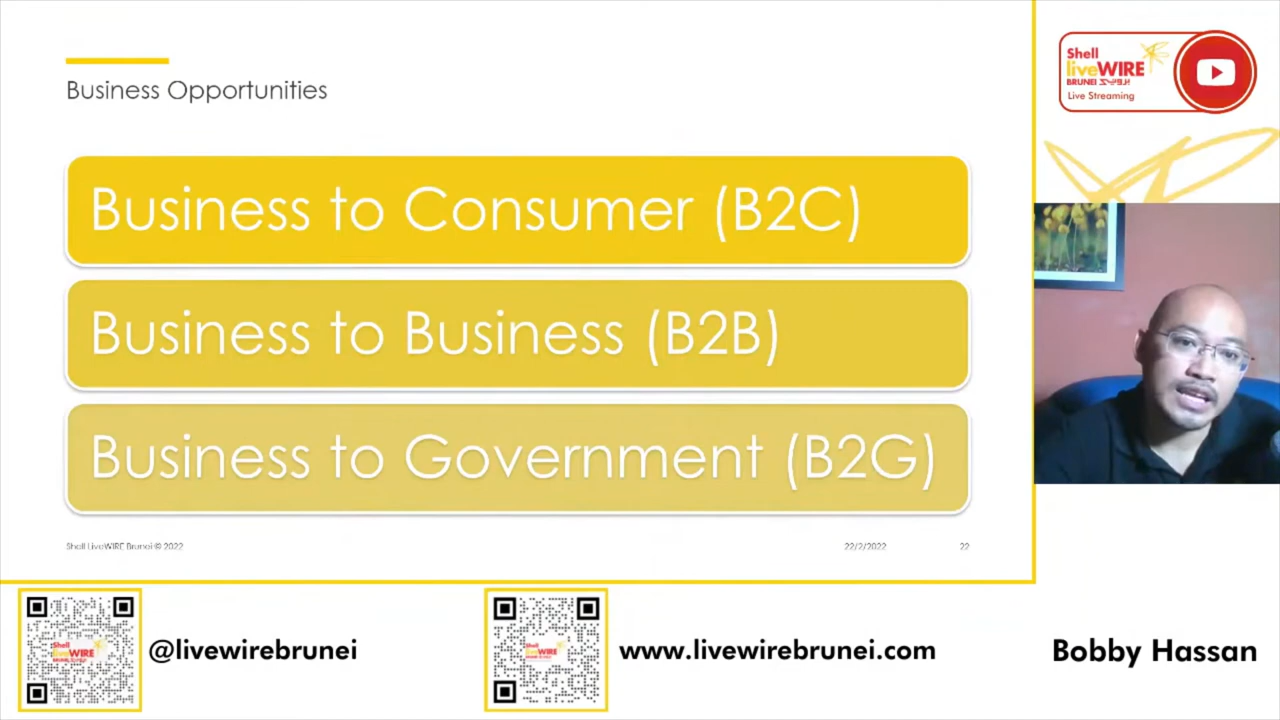 Business Opportunities
Business to Consumer (B2C)
Business to Business (B2B)
Business to Government (B2G)
Shell LiveWIRE Brunei © 2022
22/2/2022
22
Shell
liveWIRE
BRUNEI
Live Streaming
@livewirebrunei
www.livewirebrunei.com
Bobby Hassan